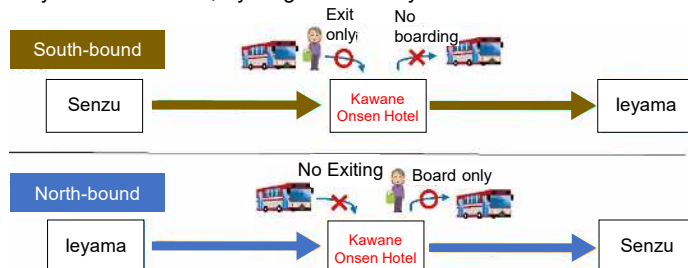 Exit
only
No
boarding
South-bound
Senzu
Kawane
Onsen Hotel
Ieyama
No Exiting
Board only
North-bound
Ieyama
Kawane
Onsen Hotel
Senzu